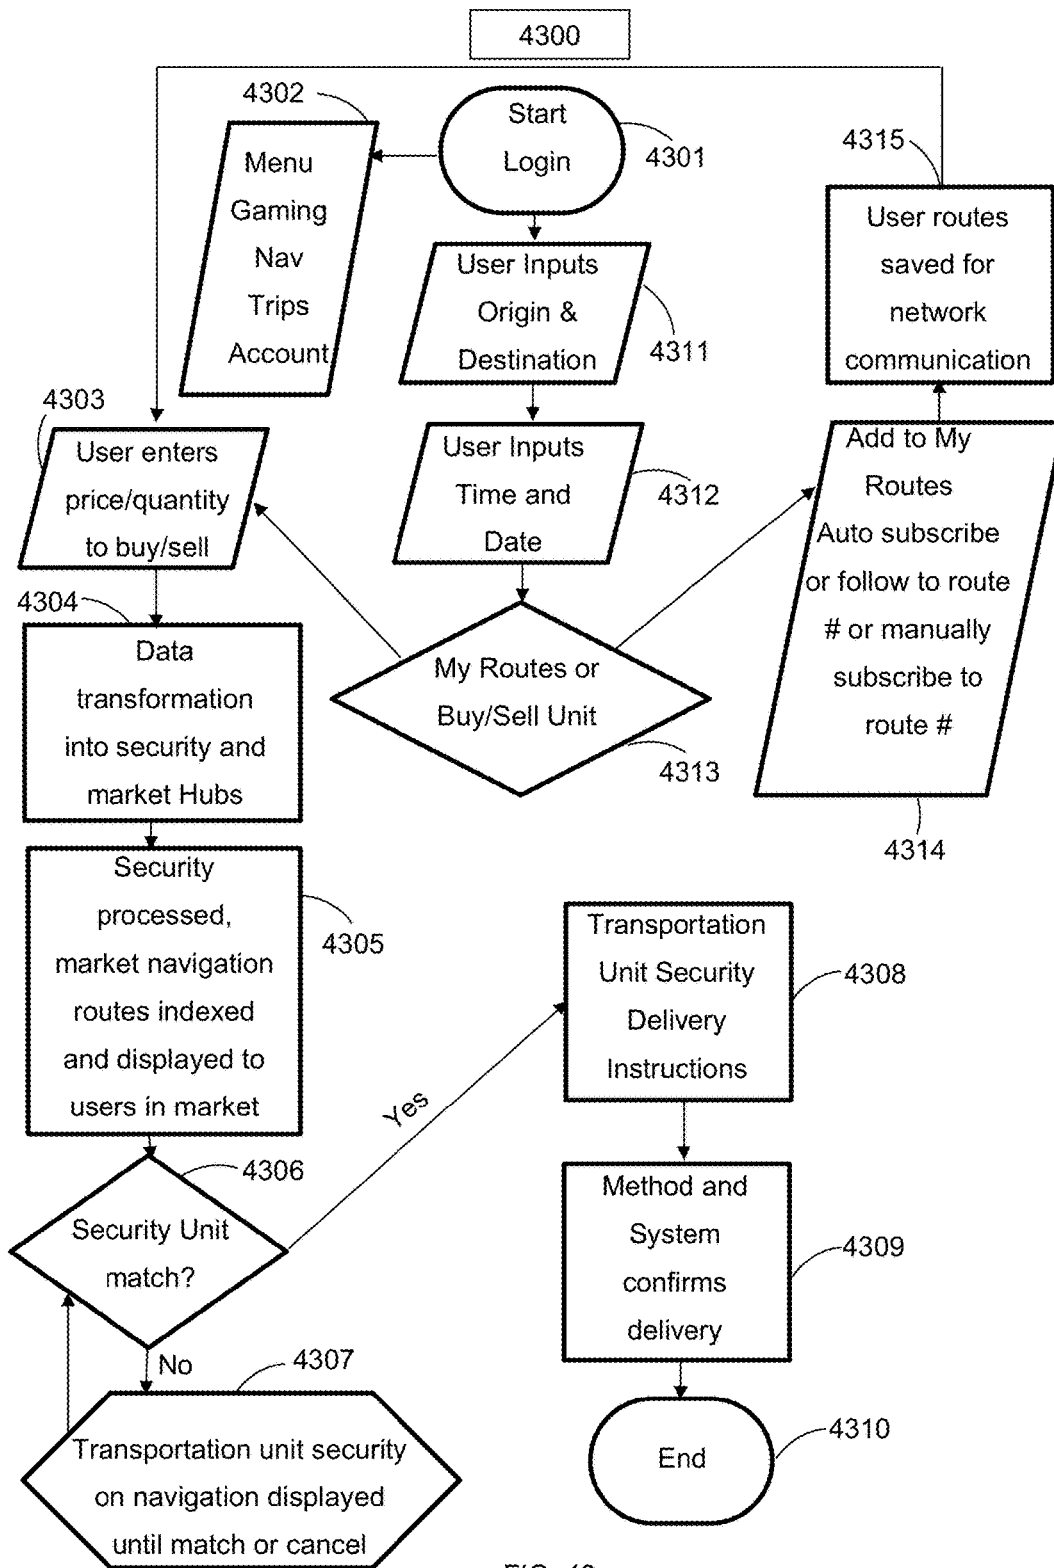 4300
4302
Start
Login
4301
4315
Menu
Gaming
Nav
Trips
Account
User Inputs
Origin &
Destination
4311
User routes
saved for
network
communication
4303
User enters
price/quantity
to buy/sell
User Inputs
Time and
Date
4312
Add to My
Routes
Auto subscribe
or follow to route
# or manually
subscribe to
route #
4304
Data
transformation
into security and
market Hubs
My Routes or
Buy/Sell Unit
4313
4314
Security
processed,
market navigation
routes indexed
and displayed to
users in market
4305
Transportation
Unit Security
Delivery
Instructions
4308
Yes
4306
Security Unit
match?
Method and
System
confirms
delivery
4309
No
4307
Transportation unit security
on navigation displayed
until match or cancel
End
4310